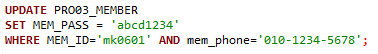 UPDATE PRO03_MEMBER
SET MEM_PASS = 'abcd1234'
WHERE MEM_ID='mk0601' AND mem_phone='010-1234-5678';